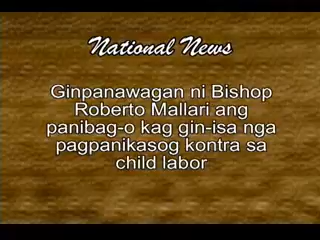 National News
Ginpanawagan ni Bishop
Roberto Mallari ang
panibag-o kag gin-isa nga
pagpanikasog kontra sa
child labor